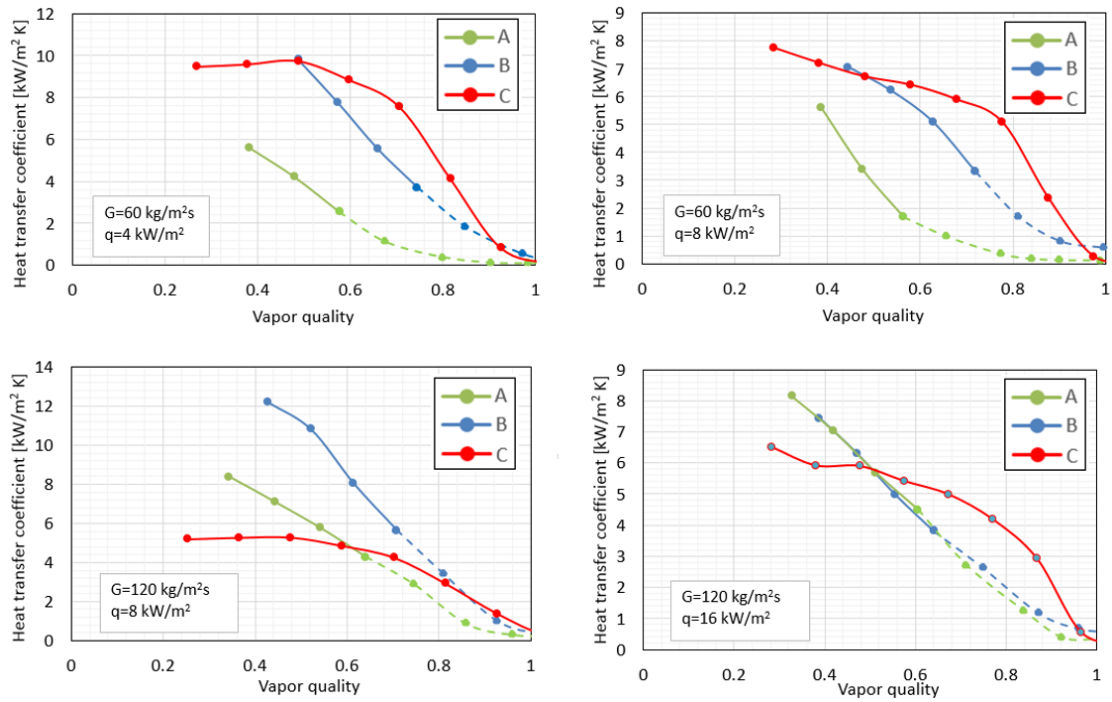 Heat transfer coefficient [kW/m² K]
12
10
8
6
4
2
0
0
0.2
0.4
0.6
0.8
1
Vapor quality
A
B
C
G=60 kg/m²s
q=4 kW/m²
Heat transfer coefficient [kW/m² K]
9
8
7
6
5
4
3
2
1
0
0
0.2
0.4
0.6
0.8
1
Vapor quality
A
B
C
G=60 kg/m²s
q=8 kW/m²
Heat transfer coefficient [kW/m² K]
14
12
10
8
6
4
2
0
0
0.2
0.4
0.6
0.8
1
Vapor quality
A
B
C
G=120 kg/m²s
q=8 kW/m²
Heat transfer coefficient [kW/m² K]
9
8
7
6
5
4
3
2
1
0
0
0.2
0.4
0.6
0.8
1
Vapor quality
A
B
C
G=120 kg/m²s
q=16 kW/m²